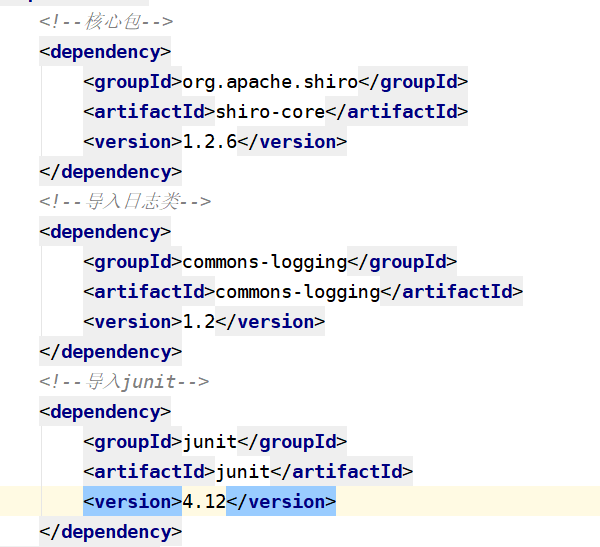 <!--核心包-->
<dependency>
<groupId>org.apache.shiro</groupId>
<artifactId>shiro-core</artifactId>
<version>1.2.6</version>
</dependency>
<!--导入日志类-->
<dependency>
<groupId>commons-logging</groupId>
<artifactId>commons-logging</artifactId>
<version>1.2</version>
</dependency>
<!--导入junit-->
<dependency>
<groupId>junit</groupId>
<artifactId>junit</artifactId>
<version>4.12</version>
</dependency>